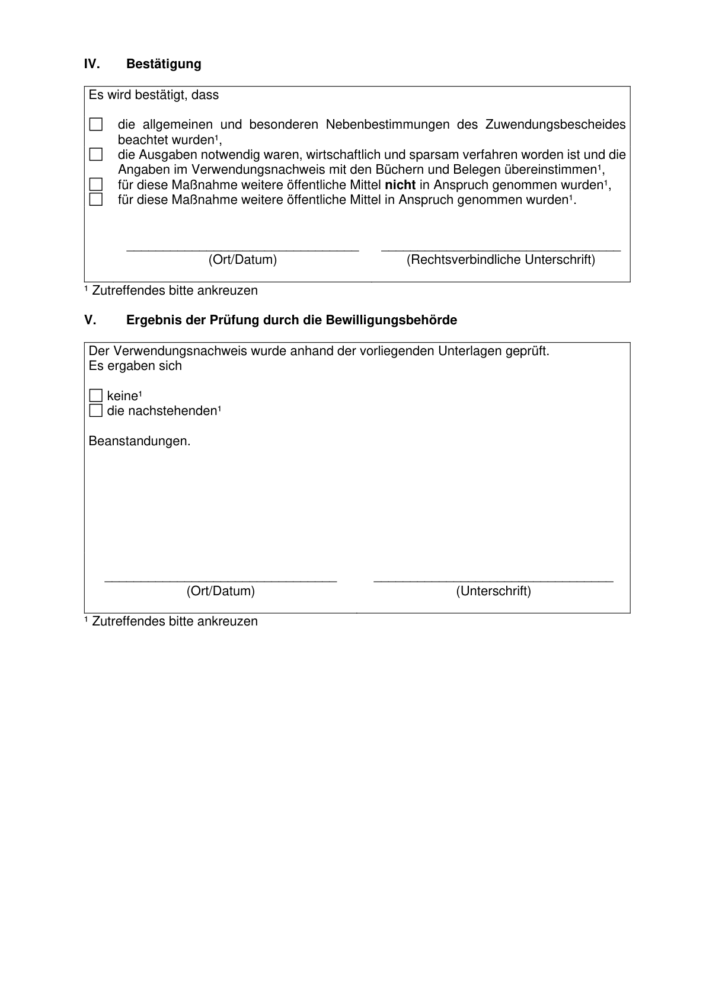 IV. Bestätigung
Es wird bestätigt, dass
die allgemeinen und besonderen Nebenbestimmungen des Zuwendungsbescheides
beachtet wurden¹,
die Ausgaben notwendig waren, wirtschaftlich und sparsam verfahren worden ist und die
Angaben im Verwendungsnachweis mit den Büchern und Belegen übereinstimmen¹,
für diese Maßnahme weitere öffentliche Mittel nicht in Anspruch genommen wurden¹,
für diese Maßnahme weitere öffentliche Mittel in Anspruch genommen wurden¹.
(Ort/Datum) (Rechtsverbindliche Unterschrift)
¹ Zutreffendes bitte ankreuzen
V. Ergebnis der Prüfung durch die Bewilligungsbehörde
Der Verwendungsnachweis wurde anhand der vorliegenden Unterlagen geprüft.
Es ergaben sich
keine¹
die nachstehenden¹
Beanstandungen.
(Ort/Datum) (Unterschrift)
¹ Zutreffendes bitte ankreuzen